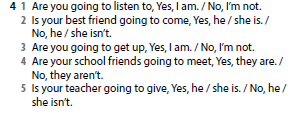 4 1 Are you going to listen to, Yes, I am. / No, I'm not.
2 Is your best friend going to come, Yes, he / she is. /
No, he / she isn't.
3 Are you going to get up, Yes, I am. / No, I'm not.
4 Are your school friends going to meet, Yes, they are. /
No, they aren't.
5 Is your teacher going to give, Yes, he / she is. / No, he /
she isn't.